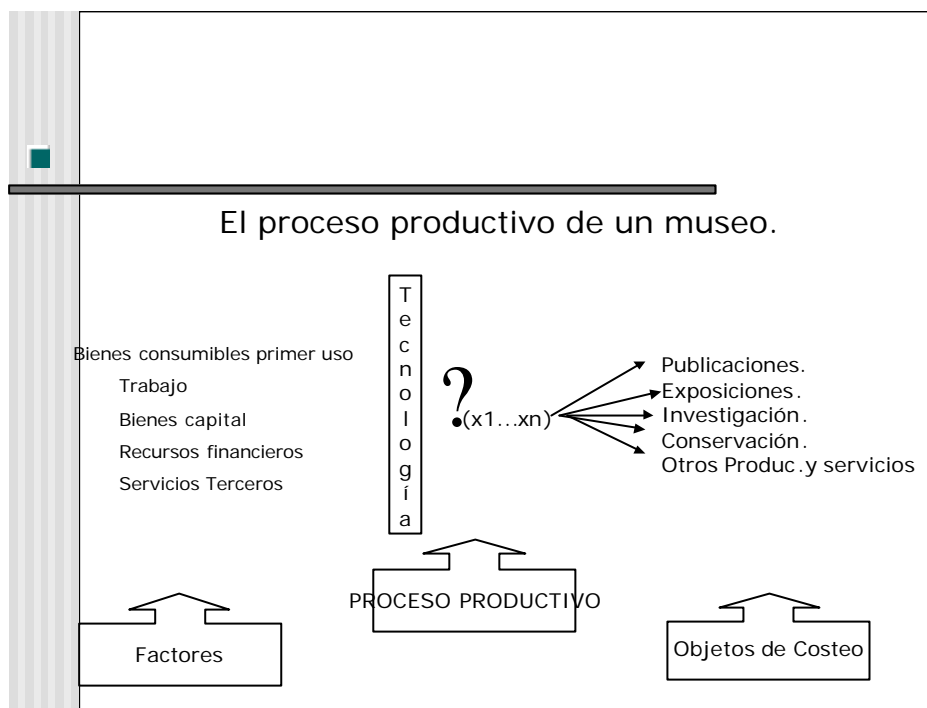 El proceso productivo de un museo.
Bienes consumibles primer uso
Trabajo
Bienes capital
Recursos financieros
Servicios Terceros
Tecnología
?(x1...xn)
Publicaciones.
Exposiciones.
Investigación.
Conservación.
Otros Produc.y servicios
Factores
PROCESO PRODUCTIVO
Objetos de Costeo